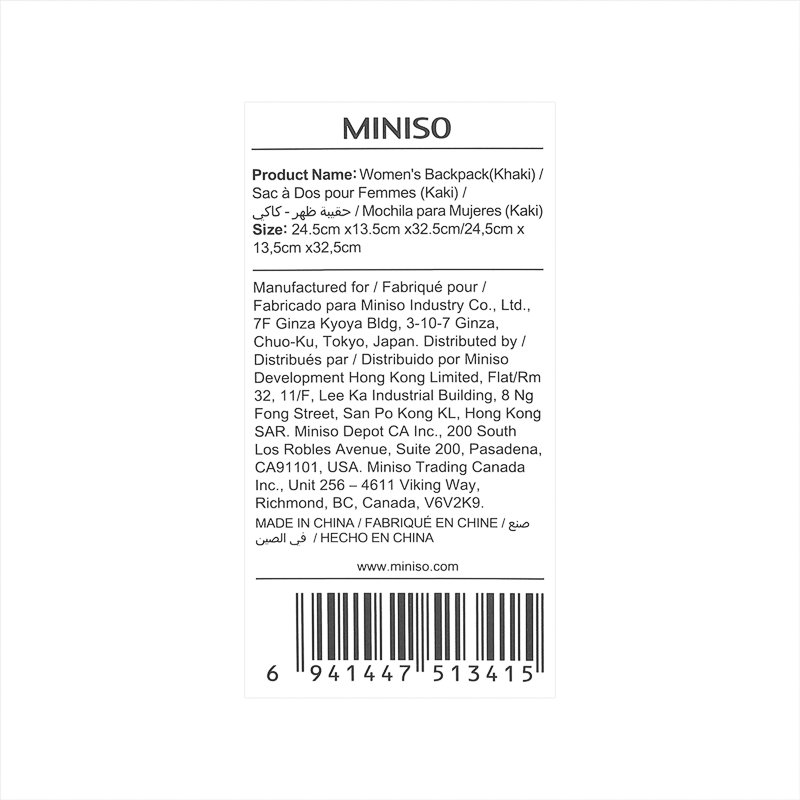 MINISO
Product Name: Women's Backpack(Khaki) /
Sac à Dos pour Femmes (Kaki) /
حقيبة ظهر - كاكي / Mochila para Mujeres (Kaki)
Size: 24.5cm x13.5cm x32.5cm/24,5cm x
13,5cm x32,5cm
Manufactured for / Fabriqué pour /
Fabricado para Miniso Industry Co., Ltd.,
7F Ginza Kyoya Bldg, 3-10-7 Ginza,
Chuo-Ku, Tokyo, Japan. Distributed by /
Distribués par / Distribuido por Miniso
Development Hong Kong Limited, Flat/Rm
32, 11/F, Lee Ka Industrial Building, 8 Ng
Fong Street, San Po Kong KL, Hong Kong
SAR. Miniso Depot CA Inc., 200 South
Los Robles Avenue, Suite 200, Pasadena,
CA91101, USA. Miniso Trading Canada
Inc., Unit 256 – 4611 Viking Way,
Richmond, BC, Canada, V6V2K9.
MADE IN CHINA / FABRIQUÉ EN CHINE / صنع
في الصين / HECHO EN CHINA
www.miniso.com
6 941447 513415